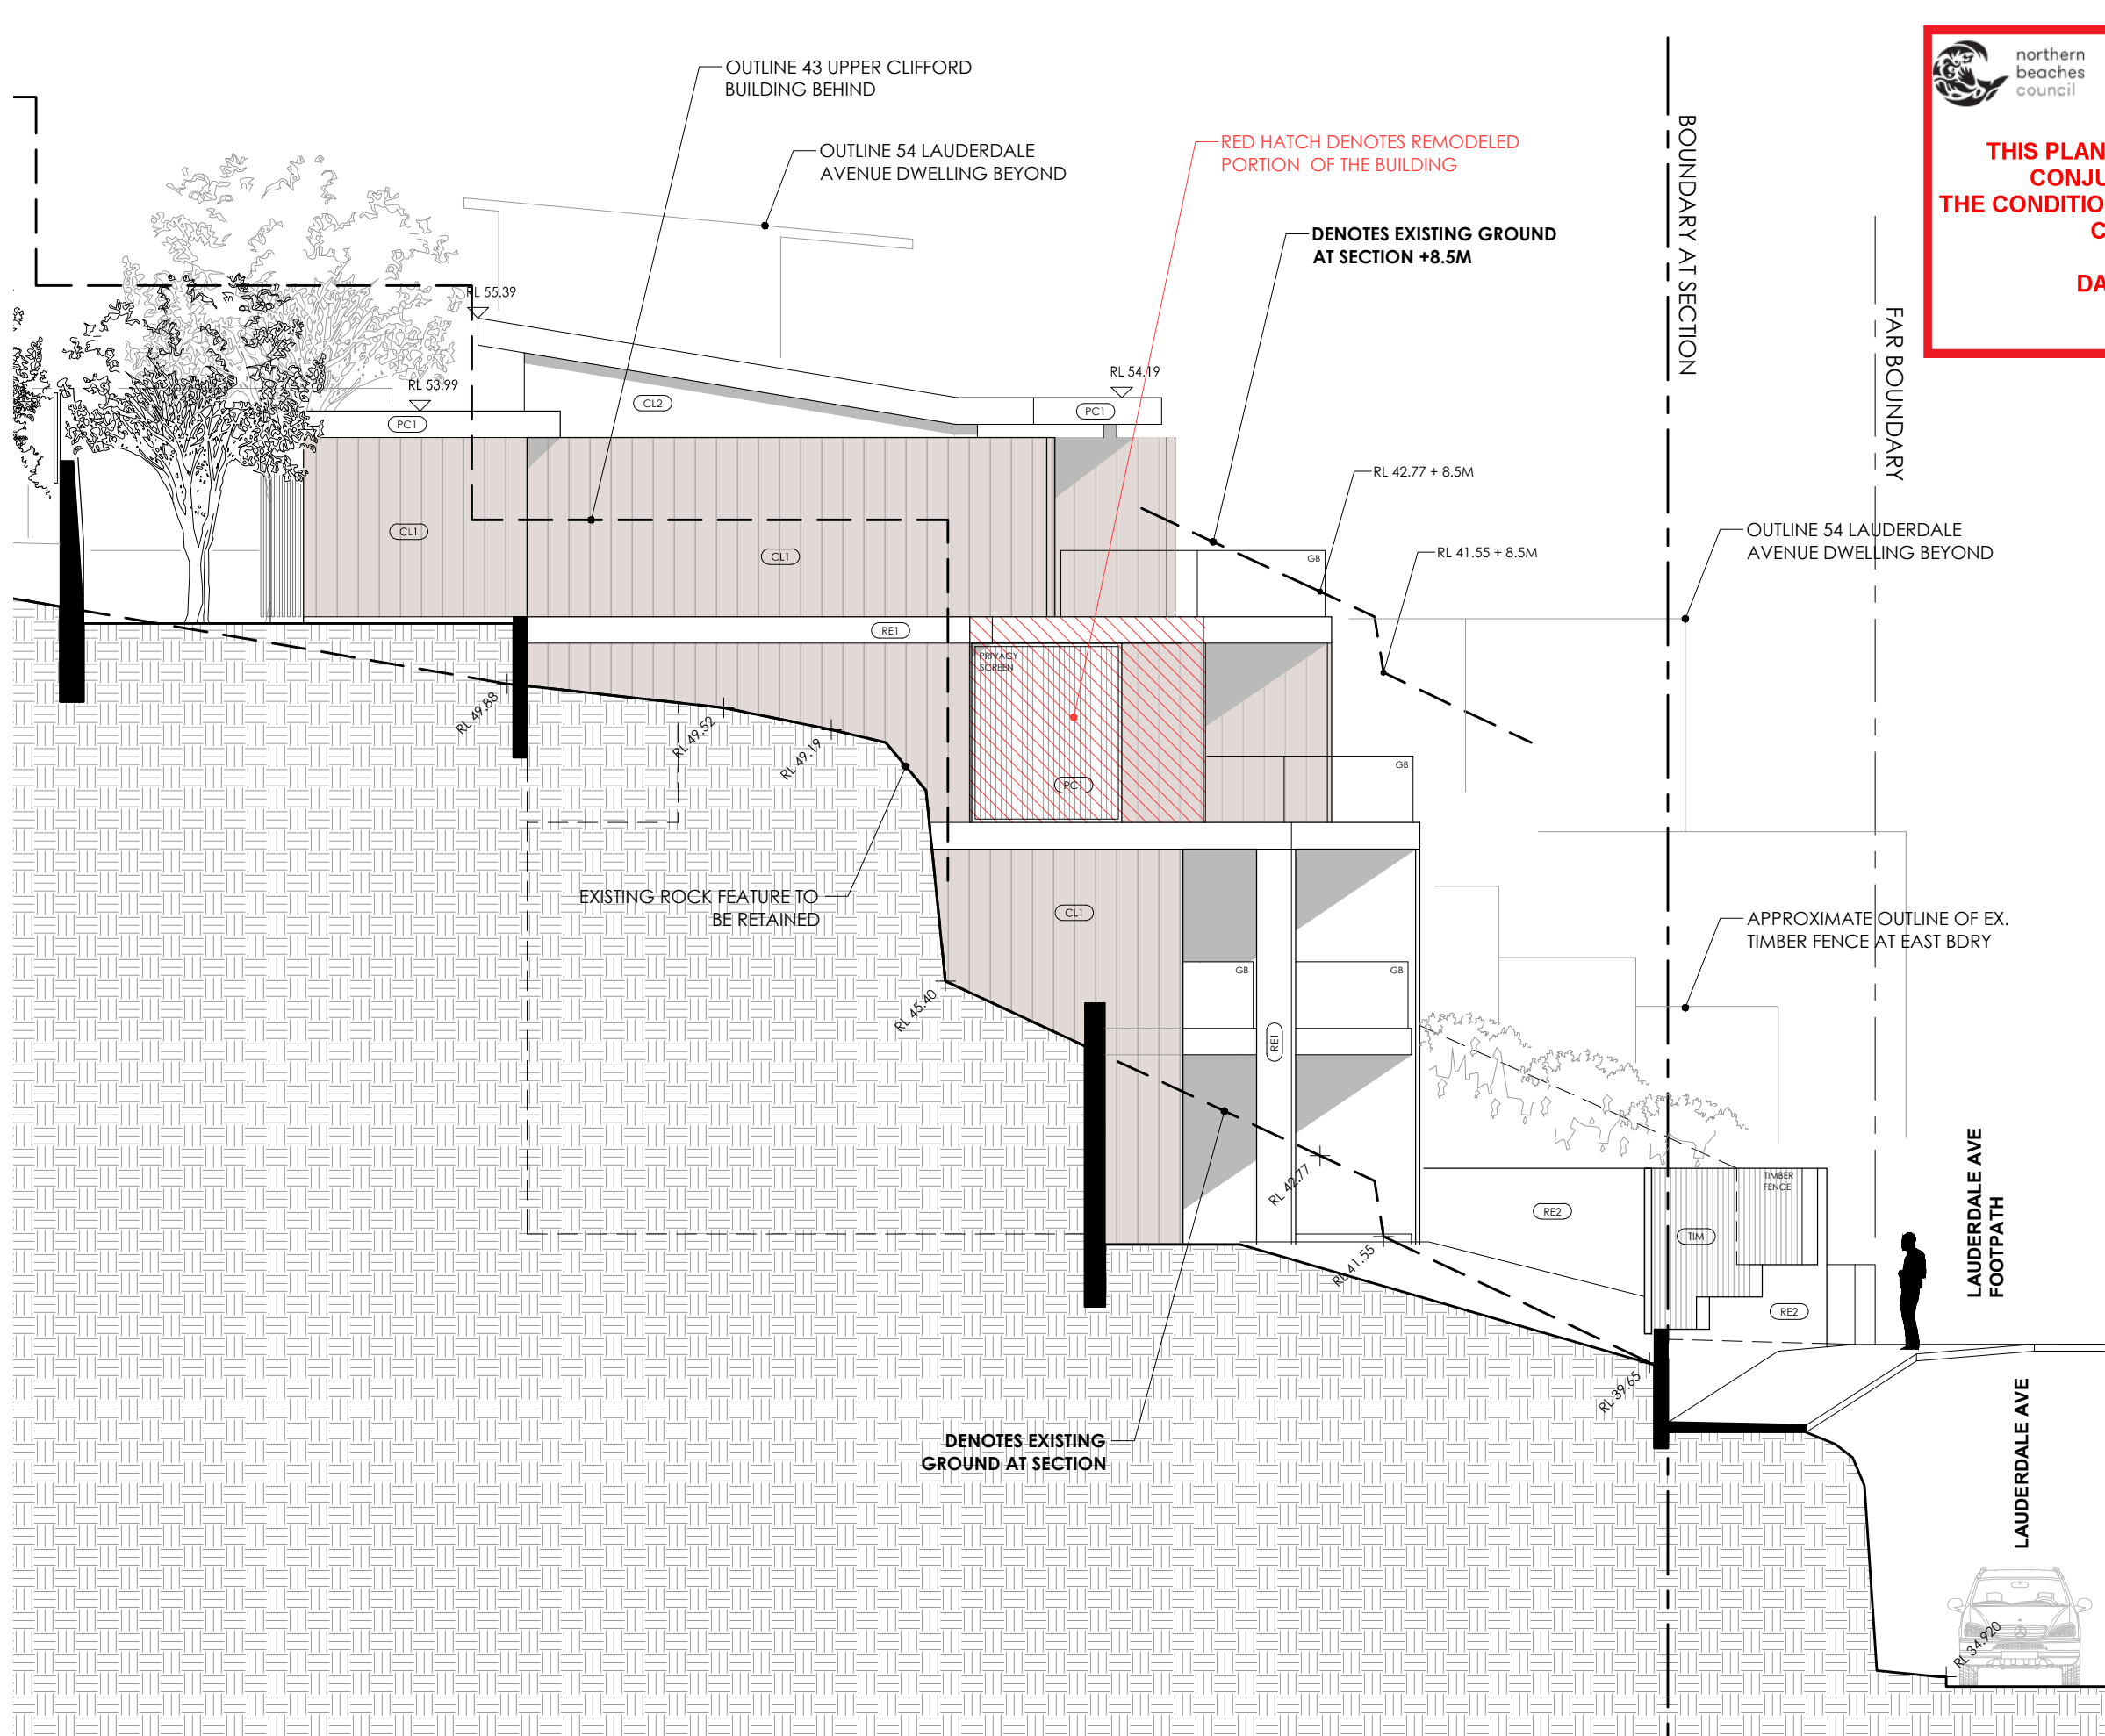 OUTLINE 43 UPPER CLIFFORD
BUILDING BEHIND
OUTLINE 54 LAUDERDALE
AVENUE DWELLING BEYOND
RED HATCH DENOTES REMODELED
PORTION OF THE BUILDING
DENOTES EXISTING GROUND
AT SECTION +8.5M
BOUNDARY AT SECTION
FAR BOUNDARY
northern
beaches
council
THIS PLAN
CONJU
THE CONDITIO
C
DA
RL 55.39
RL 53.99
RL 54.19
CL2
PC1
PC1
RL 42.77 + 8.5M
RL 41.55 + 8.5M
OUTLINE 54 LAUDERDALE
AVENUE DWELLING BEYOND
CL1
CL1
GB
RE1
PRIVACY
SCREEN
PC1
GB
RL 49.88
RL 49.52
RL 49.19
EXISTING ROCK FEATURE TO
BE RETAINED
CL1
APPROXIMATE OUTLINE OF EX.
TIMBER FENCE AT EAST BDRY
GB
GB
RL 45.40
RE1
RL 42.77
RL 41.55
TIMBER
FENCE
RE2
TIM
RE2
LAUDERDALE AVE
FOOTPATH
RL 39.65
DENOTES EXISTING
GROUND AT SECTION
LAUDERDALE AVE
RL 34.920